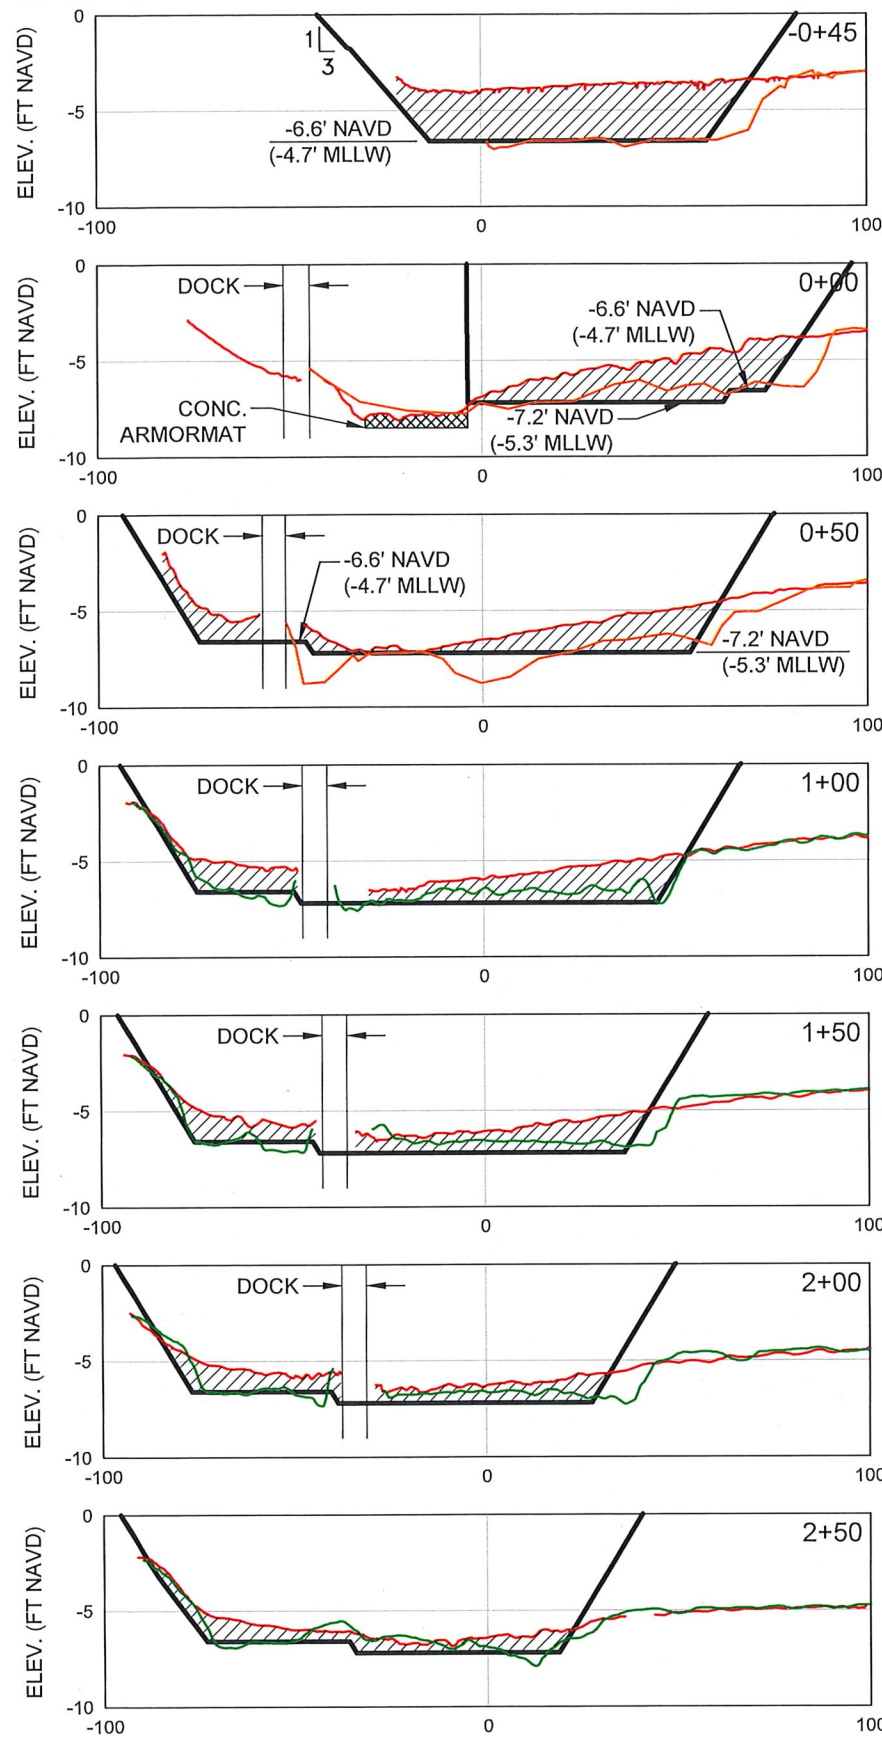 0
-0+45
1
3
ELEV. (FT NAVD)
-5
-6.6' NAVD
(-4.7' MLLW)
-10
-100
0
100
0
0+00
DOCK
-6.6' NAVD
(-4.7' MLLW)
ELEV. (FT NAVD)
-5
CONC.
ARMORMAT
-7.2' NAVD
(-5.3' MLLW)
-10
-100
0
100
0
0+50
DOCK
-6.6' NAVD
(-4.7' MLLW)
ELEV. (FT NAVD)
-5
-7.2' NAVD
(-5.3' MLLW)
-10
-100
0
100
0
1+00
DOCK
ELEV. (FT NAVD)
-5
-10
-100
0
100
0
1+50
DOCK
ELEV. (FT NAVD)
-5
-10
-100
0
100
0
2+00
DOCK
ELEV. (FT NAVD)
-5
-10
-100
0
100
0
2+50
ELEV. (FT NAVD)
-5
-10
-100
0
100